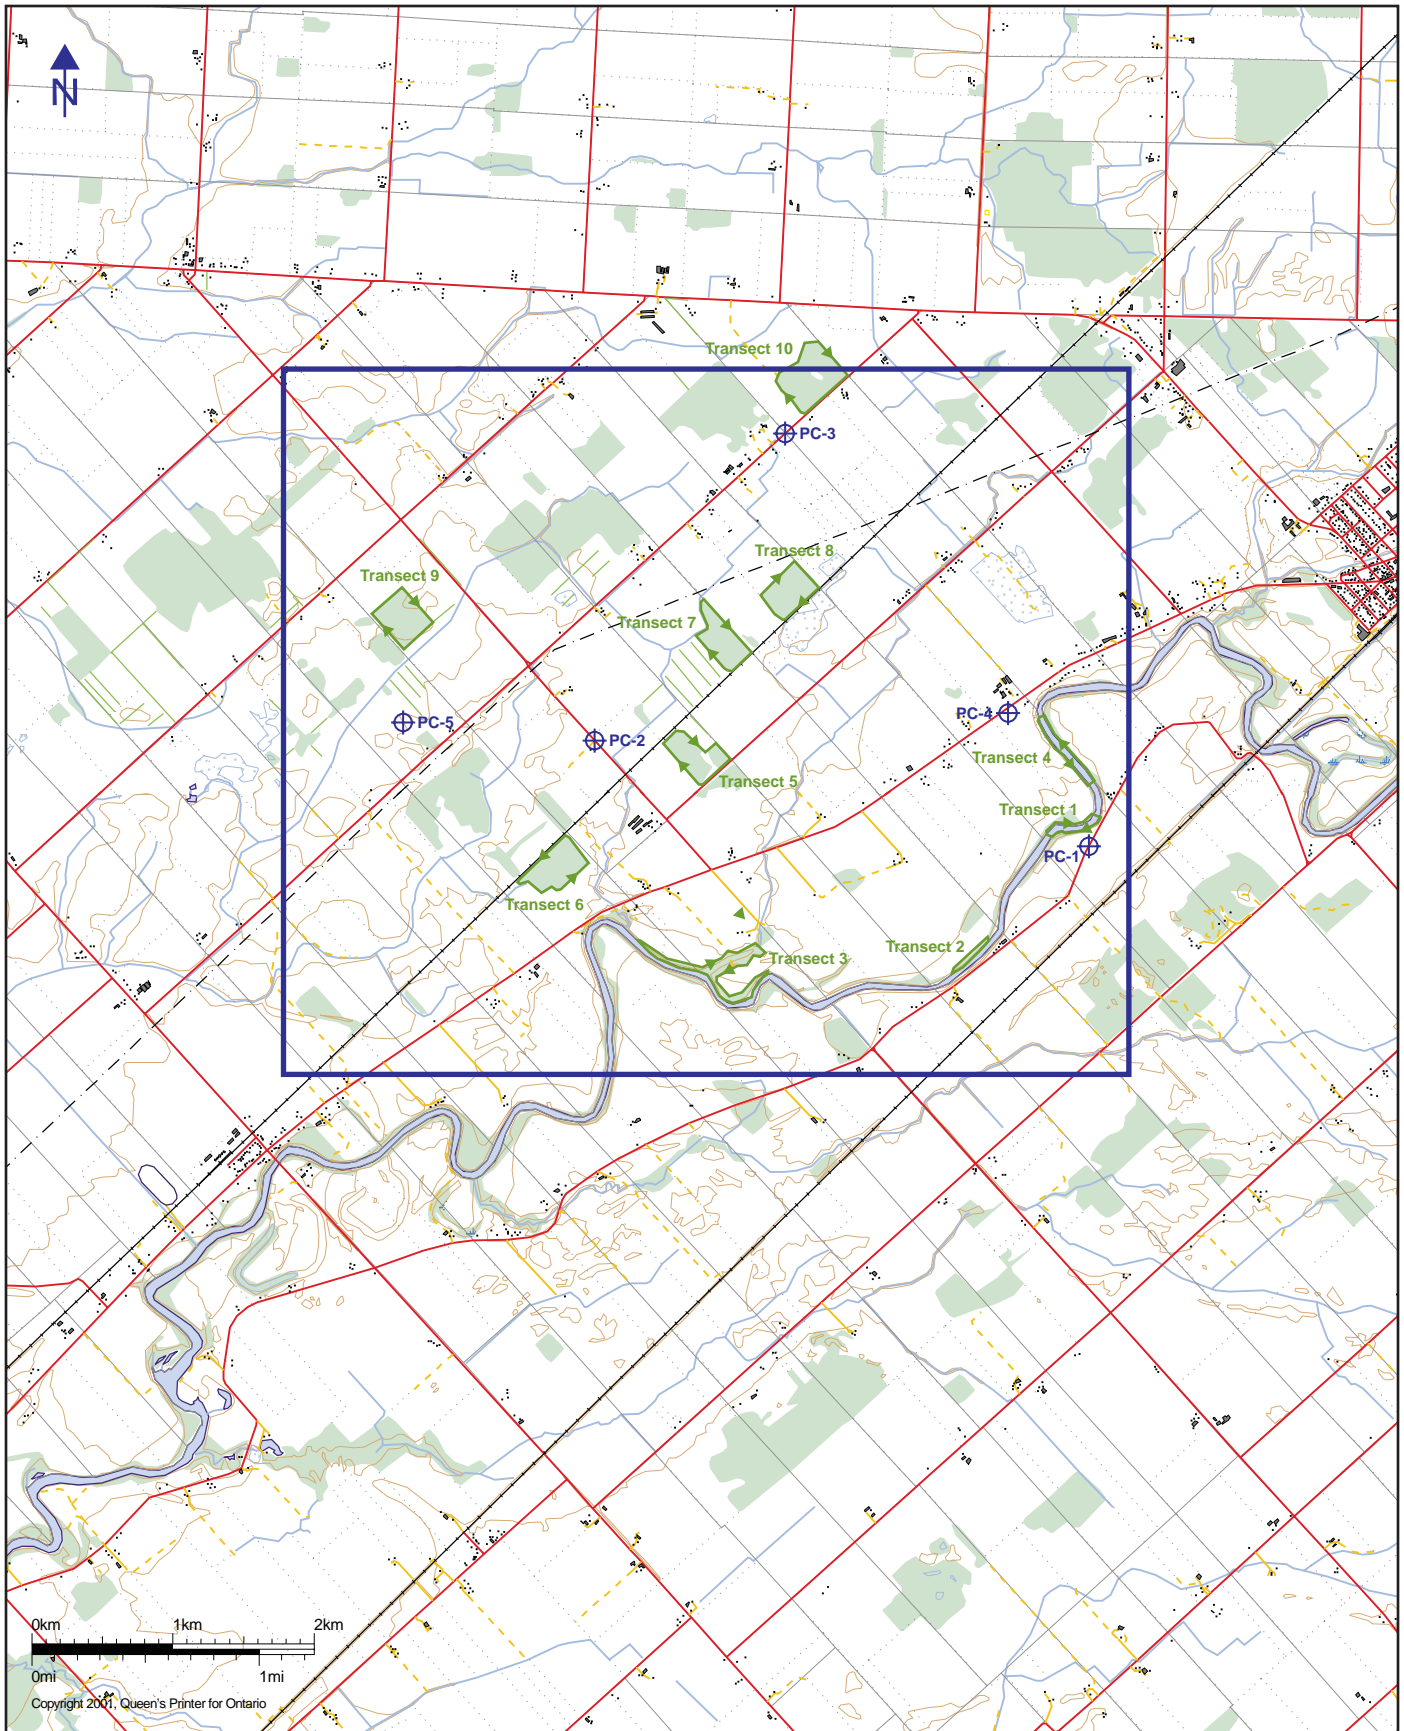 N
Transect 10
PC-3
Transect 8
Transect 9
Transect 7
PC-4
PC-5
PC-2
Transect 4
Transect 5
Transect 1
PC-1
Transect 6
Transect 2
Transect 3
0km 1km 2km
0mi 1mi
Copyright 2001, Queen's Printer for Ontario